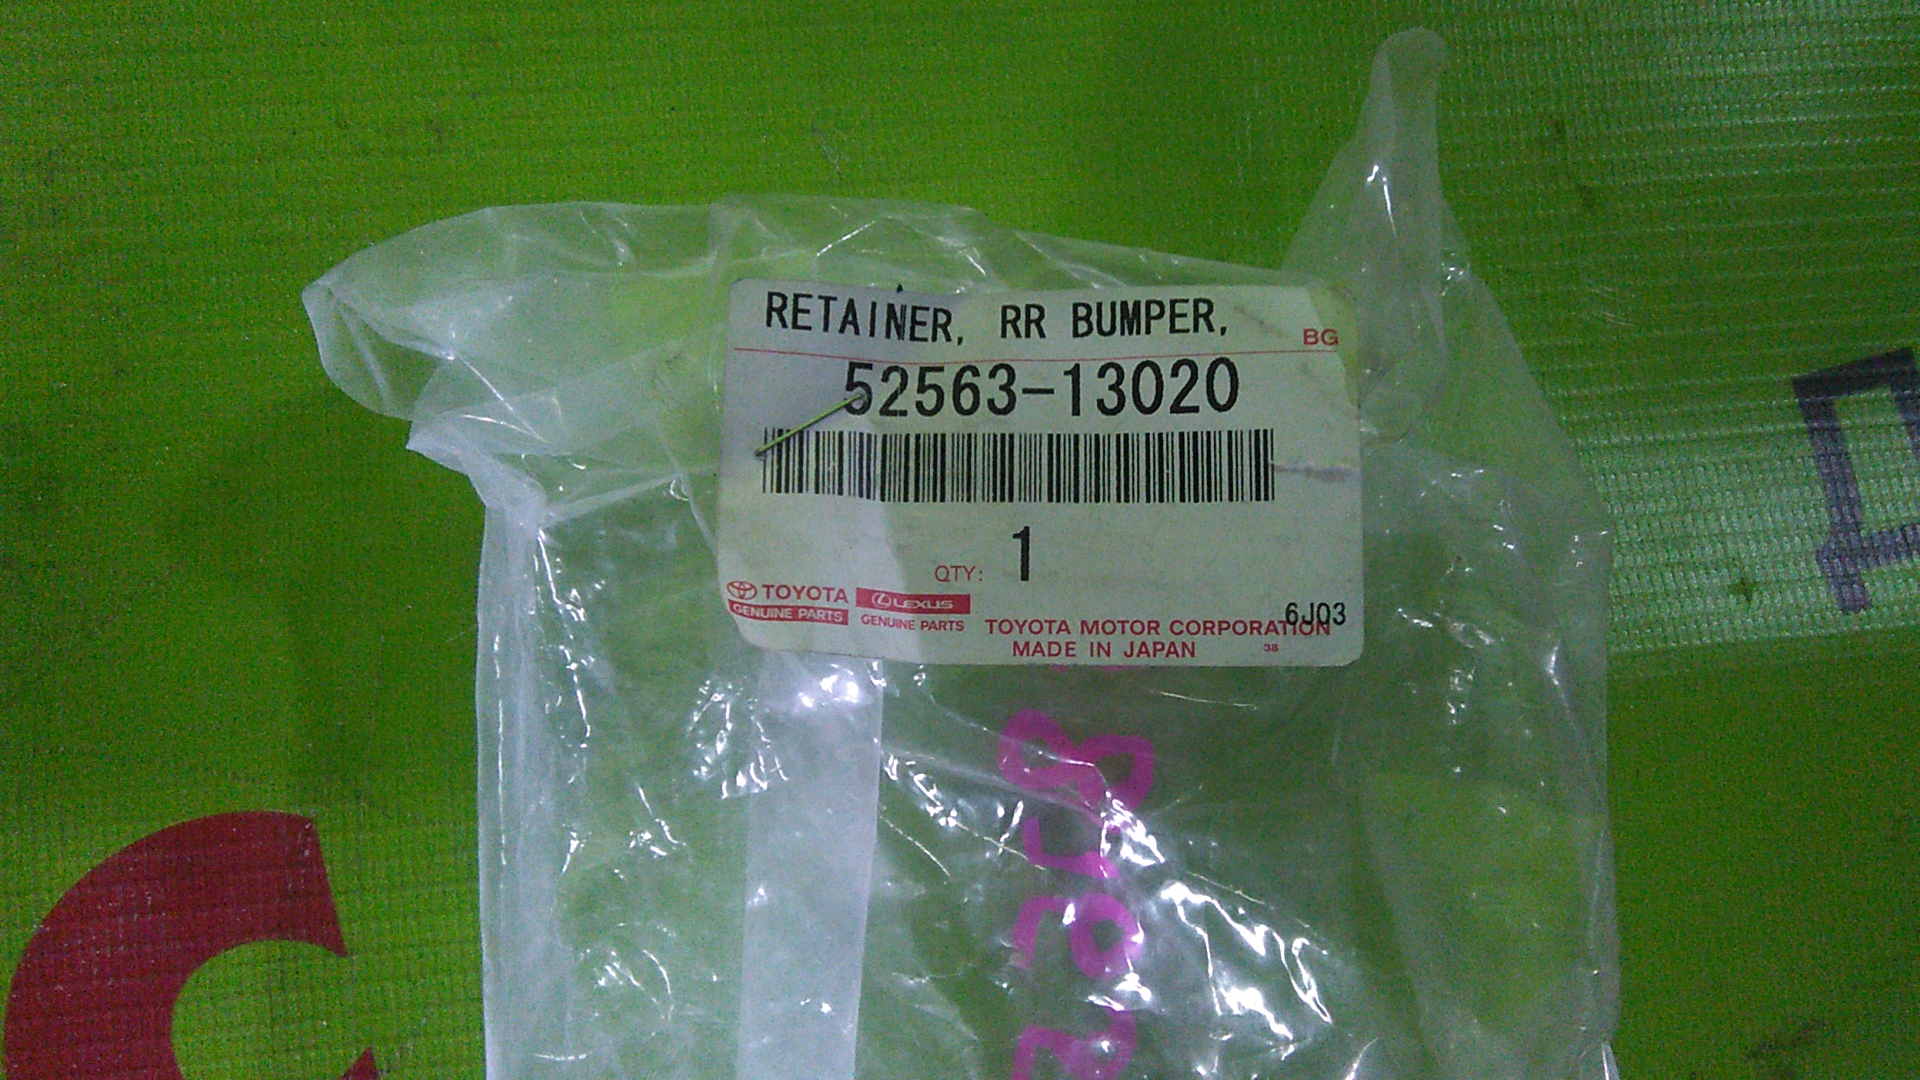 RETAINER, RR BUMPER,
BG
52563-13020
1
QTY:
TOYOTA
GENUINE PARTS
LEXUS
GENUINE PARTS
6J03
TOYOTA MOTOR CORPORATION
MADE IN JAPAN
38
С
Д